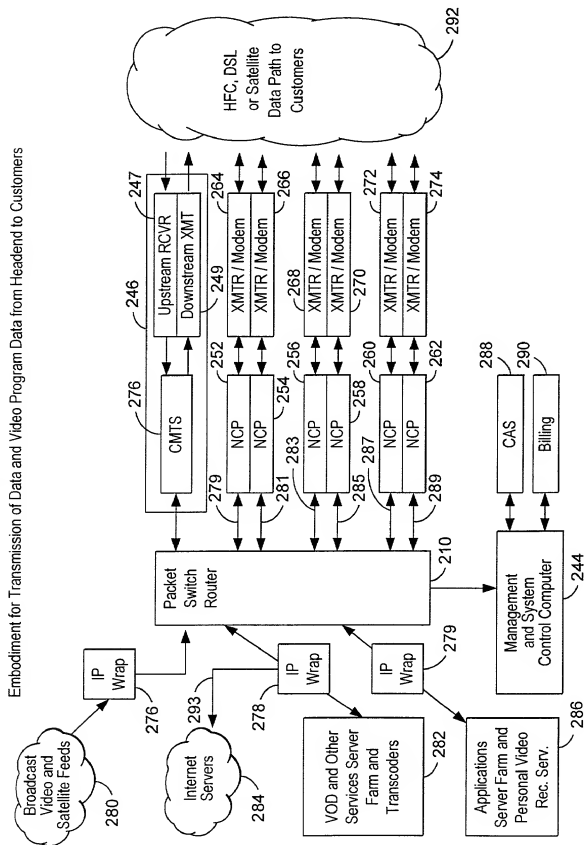 Embodiment for Transmission of Data and Video Program Data from Headend to Customers
Broadcast
Video and
Satellite Feeds
280
IP
Wrap
276
293
Internet
Servers
284
IP
Wrap
278
VOD and Other
Services Server
Farm and
Transcoders
282
IP
Wrap
279
Applications
Server Farm and
Personal Video
Rec. Serv.
286
Packet
Switch
Router
210
Management
and System
Control Computer
244
CAS
288
Billing
290
276
CMTS
246
247
Upstream RCVR
Downstream XMT
249
279
281
252
NCP
NCP
254
264
XMTR / Modem
XMTR / Modem
266
283
285
256
NCP
NCP
258
268
XMTR / Modem
XMTR / Modem
270
287
289
260
NCP
NCP
262
272
XMTR / Modem
XMTR / Modem
274
HFC, DSL
or Satellite
Data Path to
Customers
292